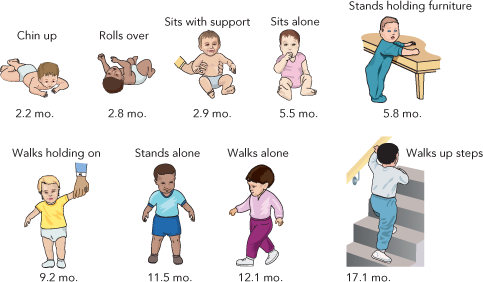 Chin up
2.2 mo.
Rolls over
2.8 mo.
Sits with support
2.9 mo.
Sits alone
5.5 mo.
Stands holding furniture
5.8 mo.
Walks holding on
9.2 mo.
Stands alone
11.5 mo.
Walks alone
12.1 mo.
Walks up steps
17.1 mo.